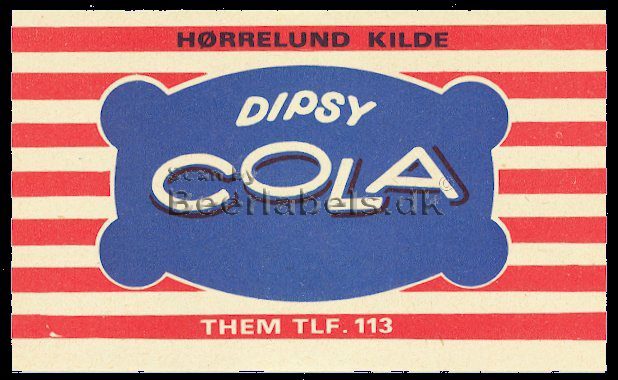 HØRRELUND KILDE
DIPSY
COLA
Beerlabels.dk
THEM TLF. 113